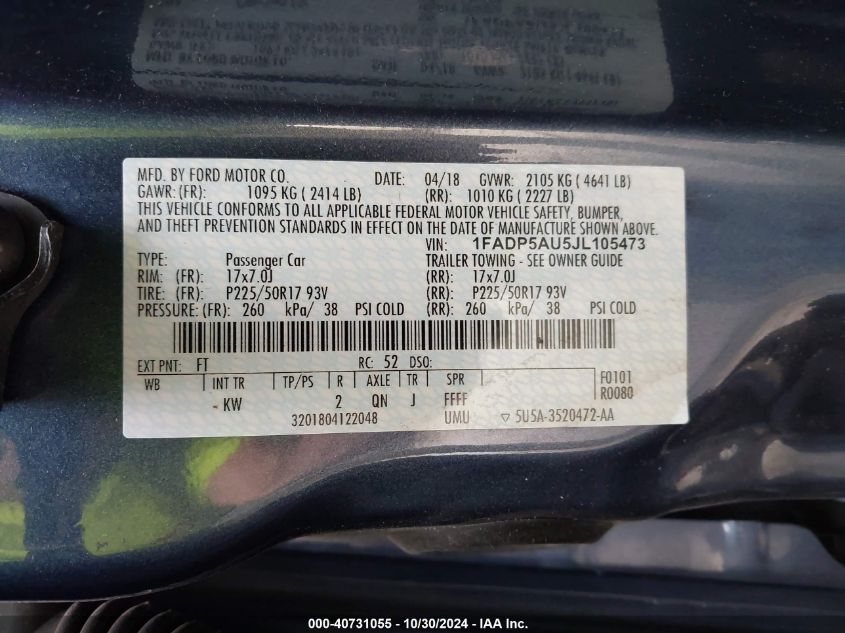 MFD. BY FORD MOTOR CO. DATE: 04/18 GVWR: 2105 KG ( 4641 LB)
GAWR: (FR): 1095 KG ( 2414 LB) (RR): 1010 KG ( 2227 LB)
THIS VEHICLE CONFORMS TO ALL APPLICABLE FEDERAL MOTOR VEHICLE SAFETY, BUMPER,
AND THEFT PREVENTION STANDARDS IN EFFECT ON THE DATE OF MANUFACTURE SHOWN ABOVE.
VIN: 1FADP5AU5JL105473
TYPE: Passenger Car TRAILER TOWING - SEE OWNER GUIDE
RIM: (FR): 17x7.0J (RR): 17x7.0J
TIRE: (FR): P225/50R17 93V (RR): P225/50R17 93V
PRESSURE: (FR): 260 kPa/ 38 PSI COLD (RR): 260 kPa/ 38 PSI COLD
EXT PNT: FT RC: 52 DSO:
WB INT TR TP/PS R AXLE TR SPR F0101
- KW 2 QN J FFFF R0080
3201804122048 UMU ▽ 5U5A-3520472-AA
000-40731055 - 10/30/2024 - IAA Inc.